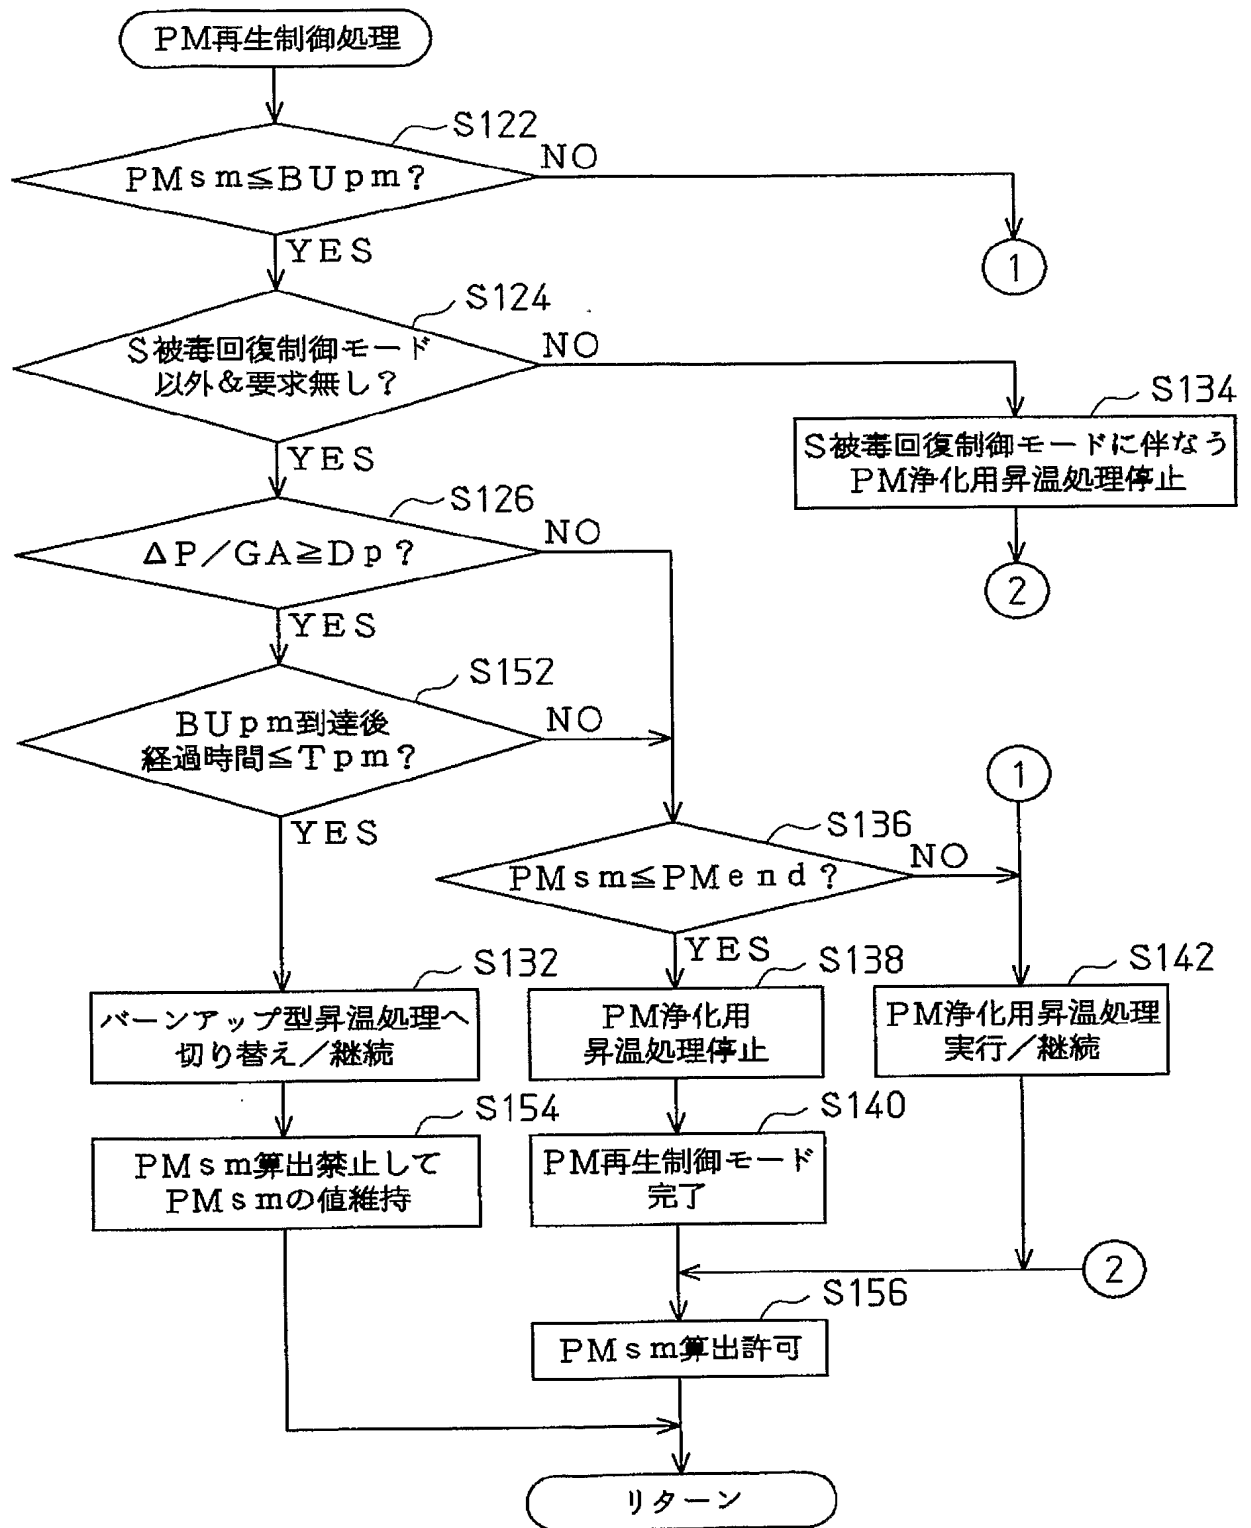 PM再生制御処理
S122
PMsm≦BUpm?
NO
YES
1
S124
S被毒回復制御モード
以外&要求無し?
NO
YES
S134
S被毒回復制御モードに伴なう
PM浄化用昇温処理停止
2
S126
ΔP/GA≧Dp?
NO
YES
S152
BUpm到達後
経過時間≦Tpm?
NO
YES
1
S136
PMsm≦PMend?
NO
YES
S132
バーンアップ型昇温処理へ
切り替え/継続
S138
PM浄化用
昇温処理停止
S142
PM浄化用昇温処理
実行/継続
S154
PMsm算出禁止して
PMsmの値維持
S140
PM再生制御モード
完了
2
S156
PMsm算出許可
リターン